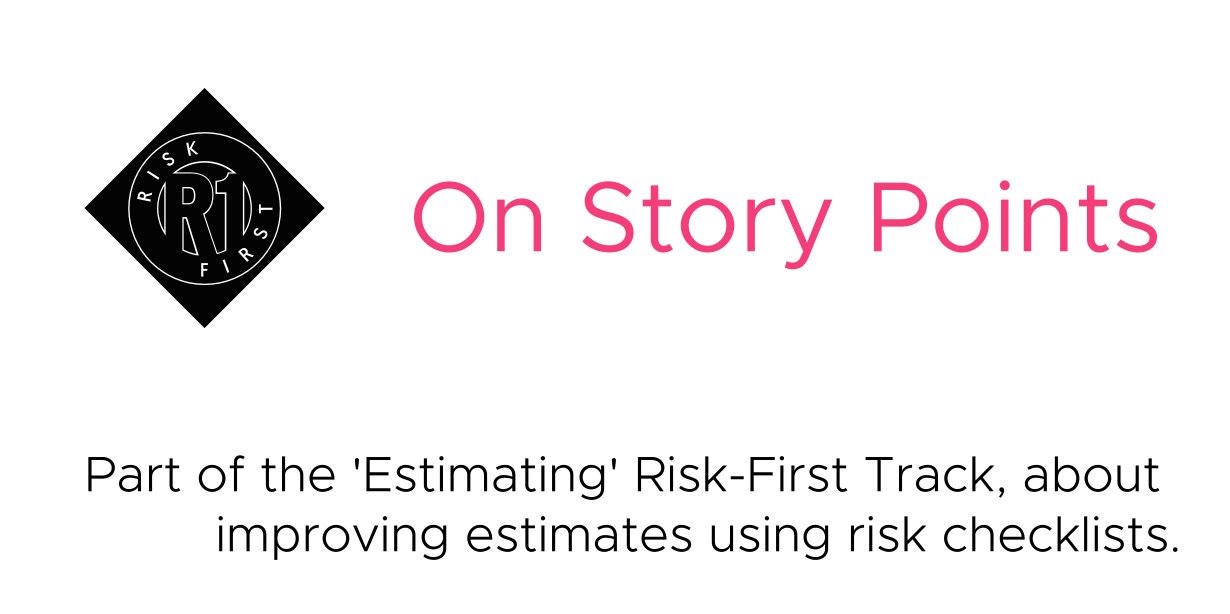 RISK
R1
FIRST
On Story Points
Part of the 'Estimating' Risk-First Track, about
improving estimates using risk checklists.